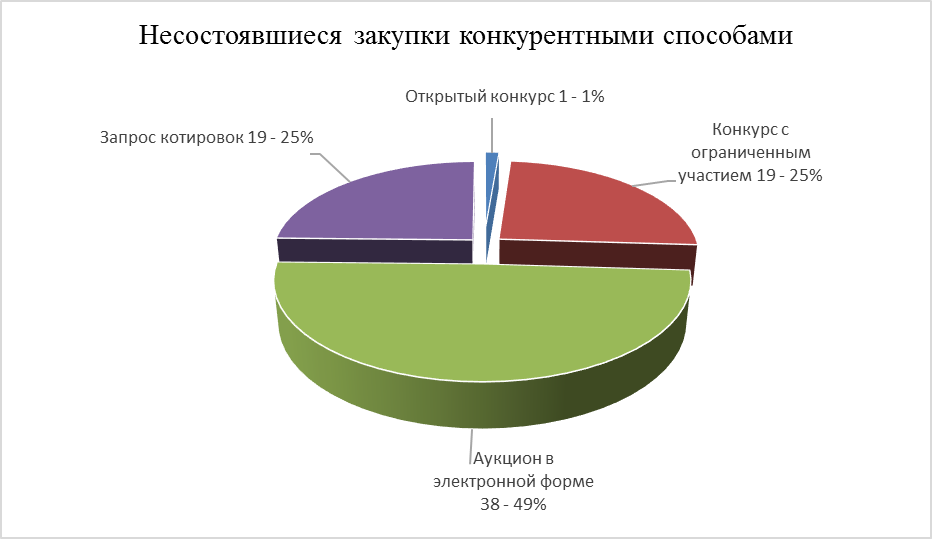 Несостоявшиеся закупки конкурентными способами
Открытый конкурс 1 - 1%
Запрос котировок 19 - 25%
Конкурс с
ограниченным
участием 19 - 25%
Аукцион в
электронной форме
38 - 49%